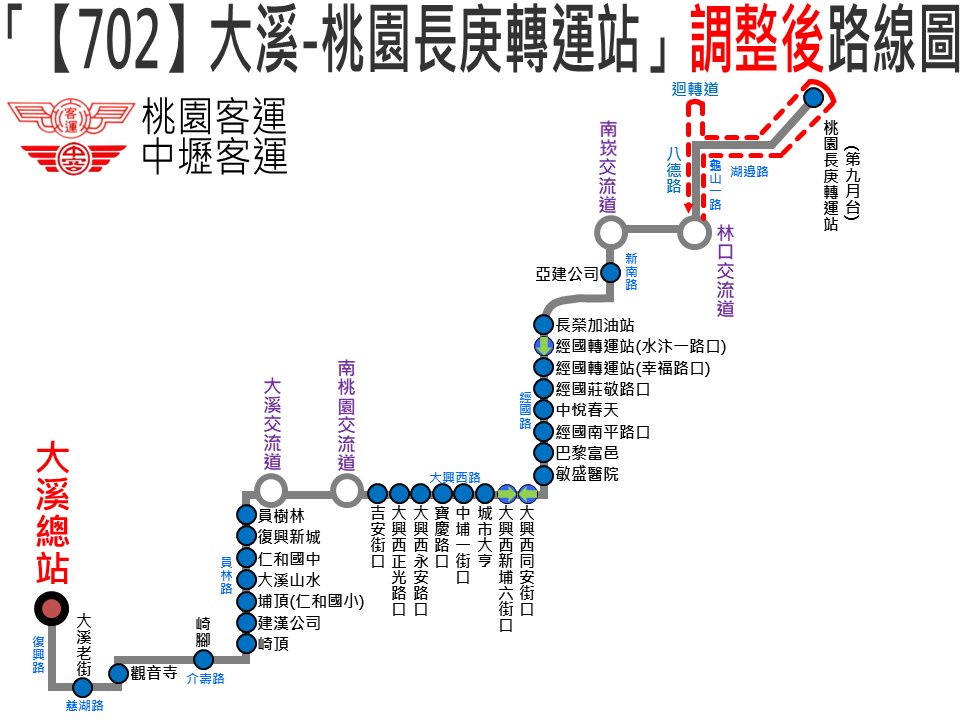 「【702】大溪-桃園長庚轉運站」調整後路線圖
客
運
桃園客運
中壢客運
迴轉道
南崁交流道
八德路
龜山一路
湖邊路
桃園長庚轉運站
(第九月台)
林口交流道
新南路
亞建公司
長榮加油站
經國轉運站(水汴一路口)
經國轉運站(幸福路口)
經國莊敬路口
中悅春天
經國南平路口
巴黎富邑
敏盛醫院
經國路
大溪交流道
南桃園交流道
大興西路
吉安街口
大興西正光路口
大興西永安路口
寶慶路口
中埔一街口
城市大亨
大興西新埔六街口
大興西同安街口
大溪總站
員樹林
復興新城
仁和國中
大溪山水
埔頂(仁和國小)
建漢公司
崎頂
員林路
崎腳
大溪老街
復興路
觀音寺
介壽路
慈湖路